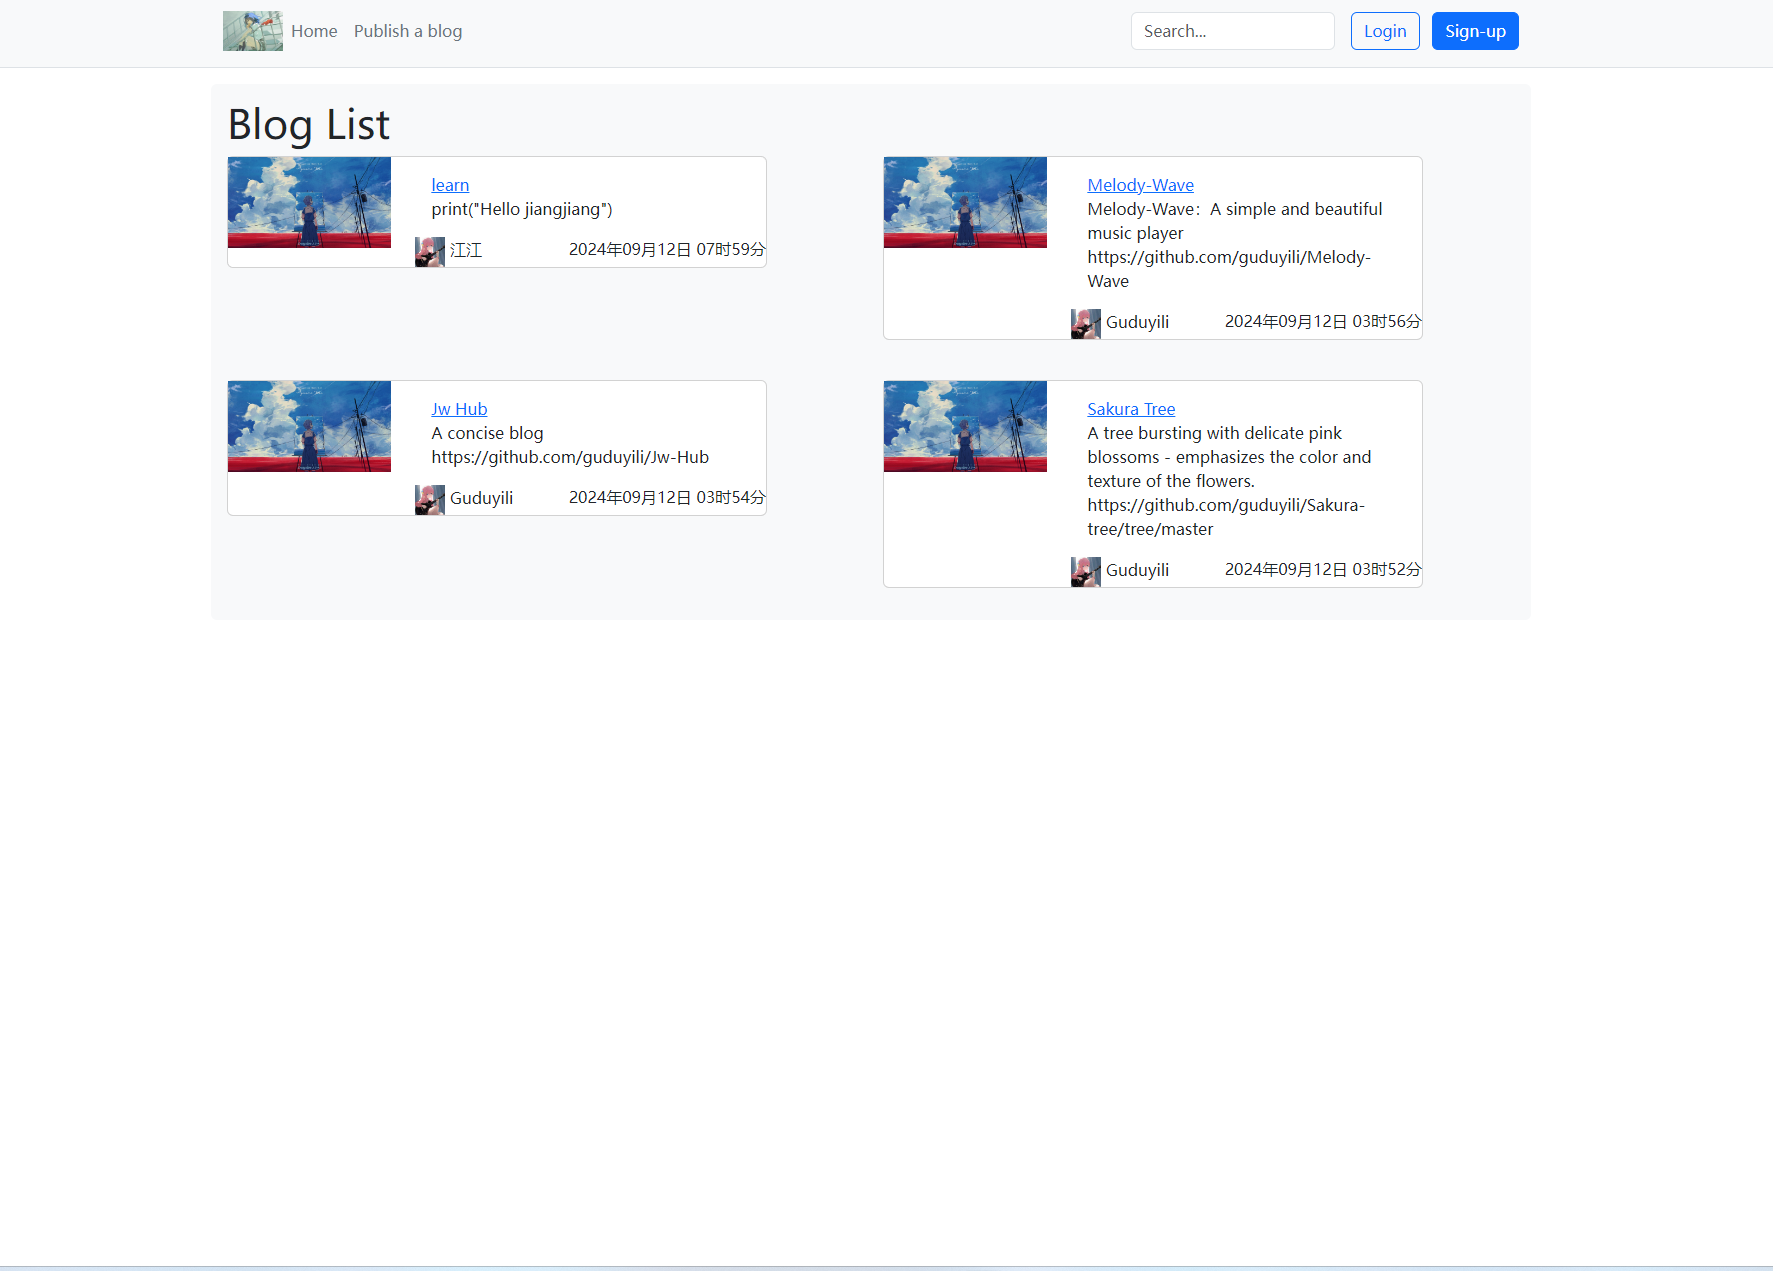 Home Publish a blog Search... Login Sign-up
Blog List
learn
print("Hello jiangjiang")
江江 2024年09月12日 07时59分
Melody-Wave
Melody-Wave：A simple and beautiful
music player
https://github.com/guduyili/Melody-
Wave
Guduyili 2024年09月12日 03时56分
Jw Hub
A concise blog
https://github.com/guduyili/Jw-Hub
Guduyili 2024年09月12日 03时54分
Sakura Tree
A tree bursting with delicate pink
blossoms - emphasizes the color and
texture of the flowers.
https://github.com/guduyili/Sakura-
tree/tree/master
Guduyili 2024年09月12日 03时52分